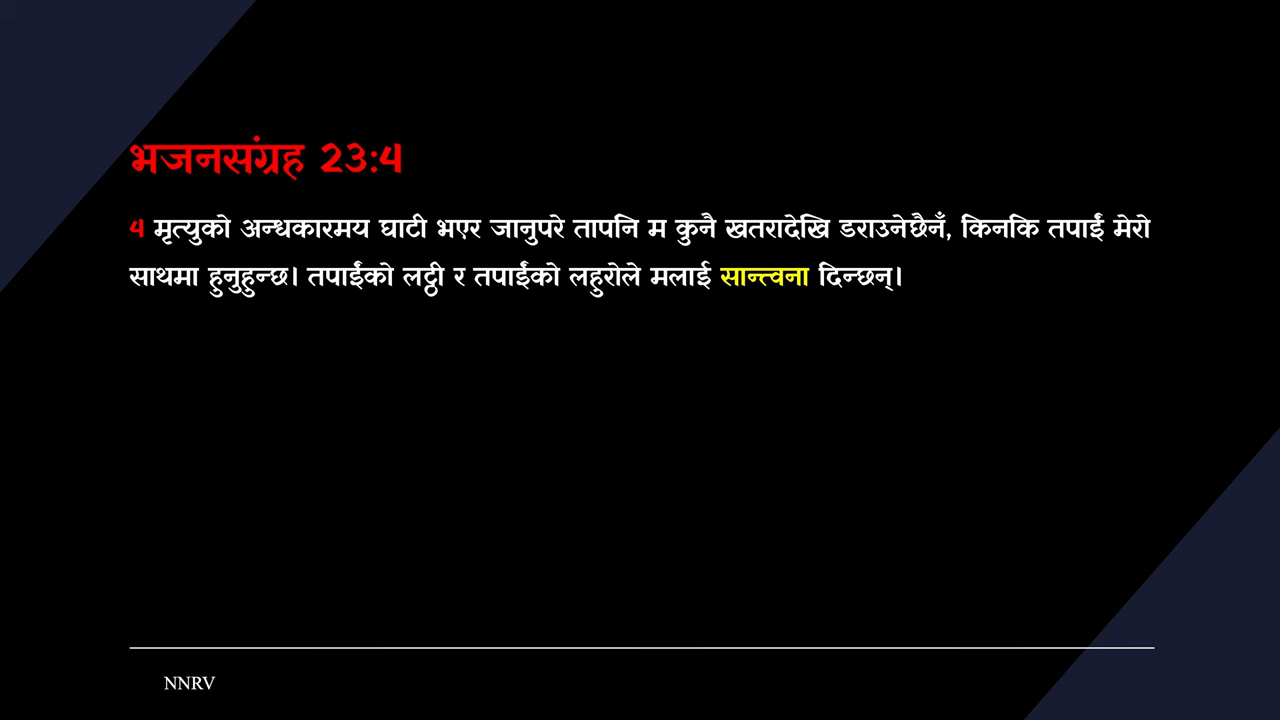 भजनसंग्रह 23:4
4 मृत्युको अन्धकारमय घाटी भएर जानुपरे तापनि म कुनै खतरादेखि डराउनेछैनँ, किनकि तपाईं मेरो
साथमा हुनुहुन्छ। तपाईंको लट्ठी र तपाईंको लहुरोले मलाई सान्त्वना दिन्छन्।
NNRV